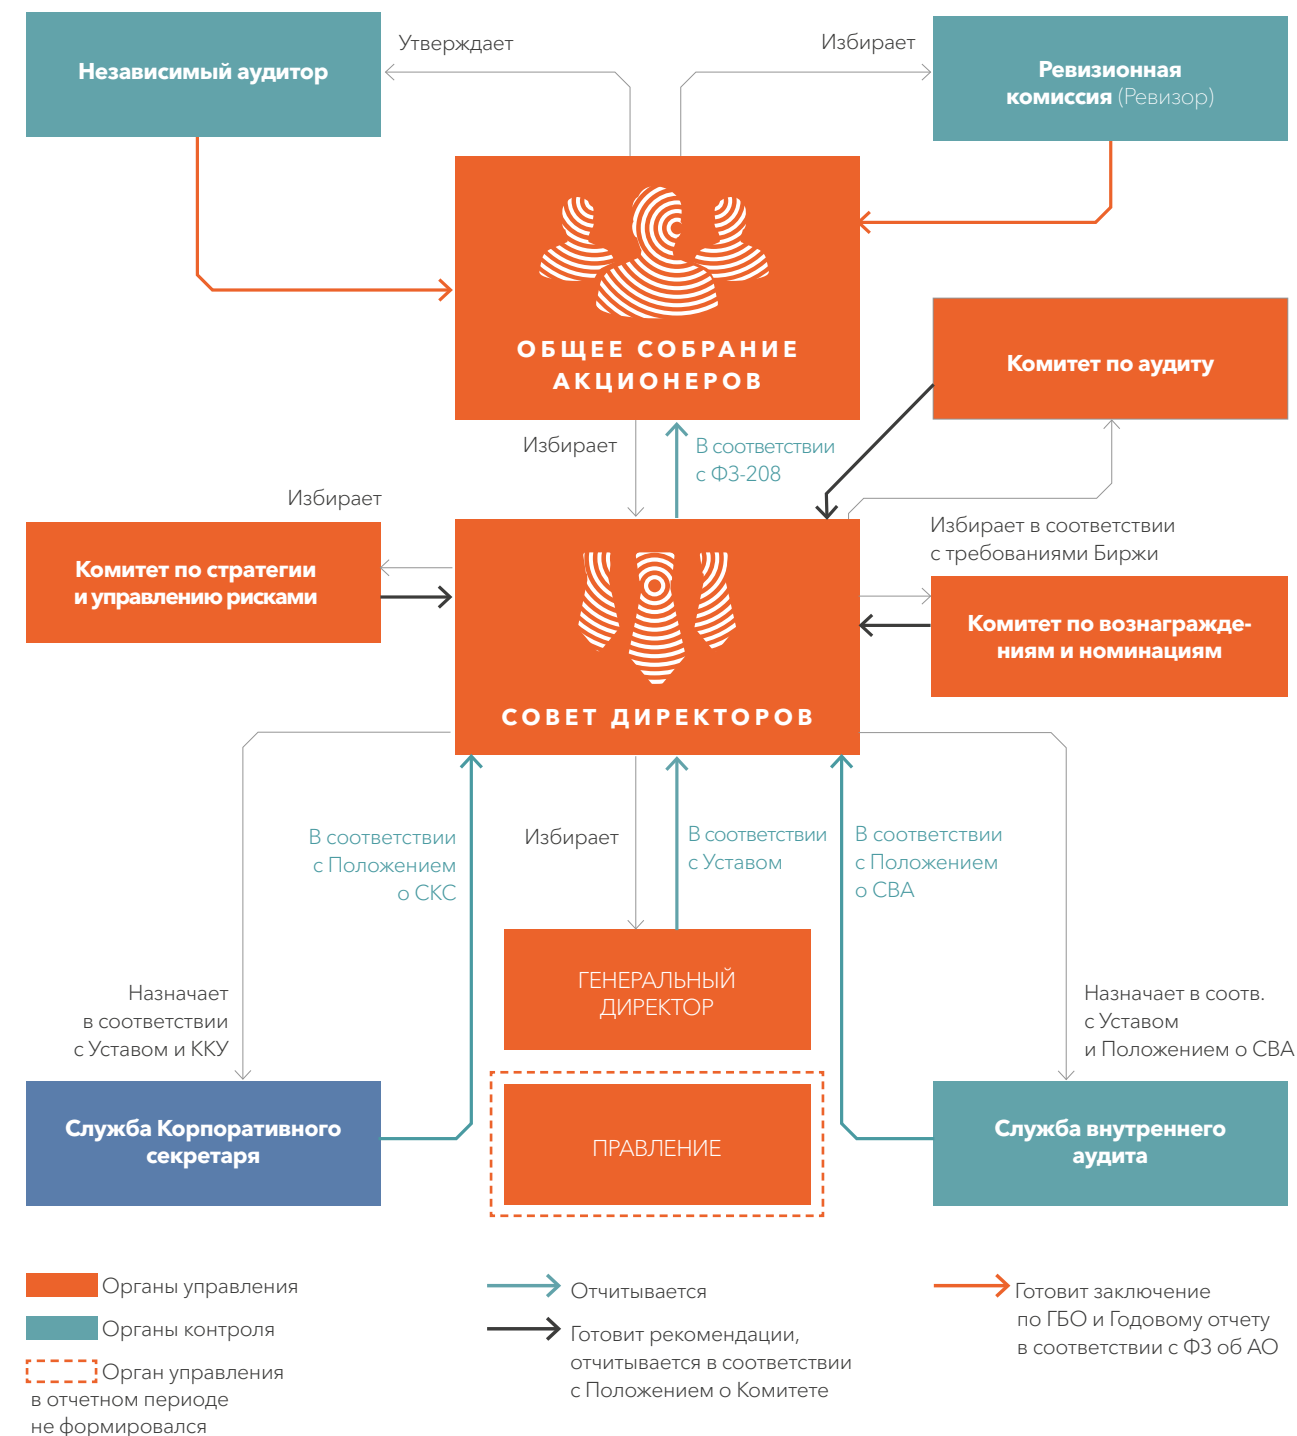 Утверждает
Избирает
Независимый аудитор
Ревизионная
комиссия (Ревизор)
ОБЩЕЕ СОБРАНИЕ
АКЦИОНЕРОВ
Комитет по аудиту
Избирает
В соответствии
с ФЗ-208
Избирает
Избирает в соответствии
с требованиями Биржи
Комитет по стратегии
и управлению рисками
Комитет по вознагражде-
ниям и номинациям
СОВЕТ ДИРЕКТОРОВ
В соответствии
с Положением
о СКС
Избирает
В соответствии
с Уставом
В соответствии
с Положением
о СВА
ГЕНЕРАЛЬНЫЙ
ДИРЕКТОР
Назначает
в соответствии
с Уставом и ККУ
Назначает в соотв.
с Уставом
и Положением о СВА
Служба Корпоративного
секретаря
ПРАВЛЕНИЕ
Служба внутреннего
аудита
Органы управления
Органы контроля
Орган управления
в отчетном периоде
не формировался
Отчитывается
Готовит рекомендации,
отчитывается в соответствии
с Положением о Комитете
Готовит заключение
по ГБО и Годовому отчету
в соответствии с ФЗ об АО